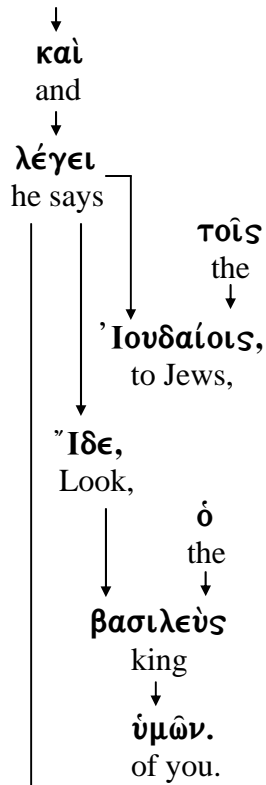 καὶ
and
λέγει
he says
τοῖς
the
Ἰουδαίοις,
to Jews,
Ἴδε,
Look,
ὁ
the
βασιλεὺς
king
ὑμῶν.
of you.